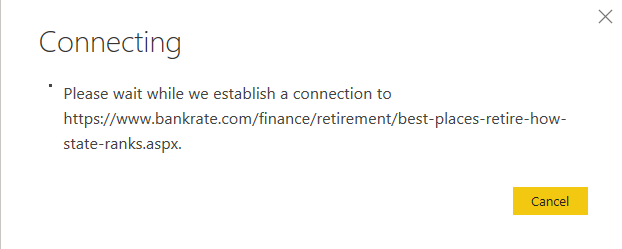 Connecting
Please wait while we establish a connection to
https://www.bankrate.com/finance/retirement/best-places-retire-how-
state-ranks.aspx.
Cancel